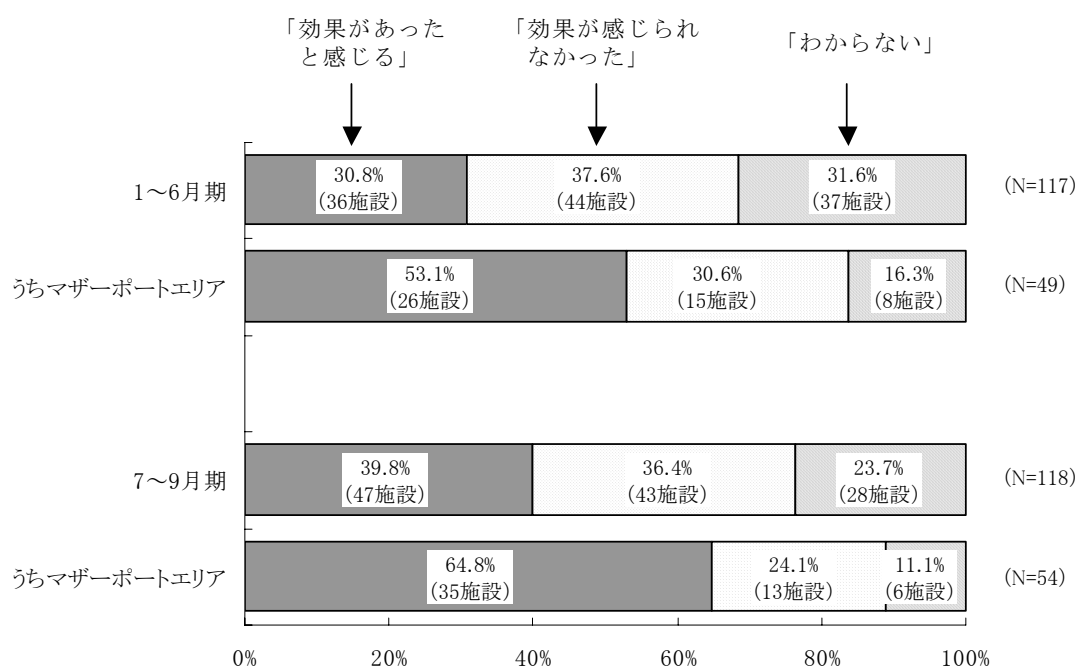 「効果があった
と感じる」
「効果が感じられ
なかった」
「わからない」
1～6月期
30.8%
(36施設)
37.6%
(44施設)
31.6%
(37施設)
(N=117)
うちマザーポートエリア
53.1%
(26施設)
30.6%
(15施設)
16.3%
(8施設)
(N=49)
7～9月期
39.8%
(47施設)
36.4%
(43施設)
23.7%
(28施設)
(N=118)
うちマザーポートエリア
64.8%
(35施設)
24.1%
(13施設)
11.1%
(6施設)
(N=54)
0% 20% 40% 60% 80% 100%